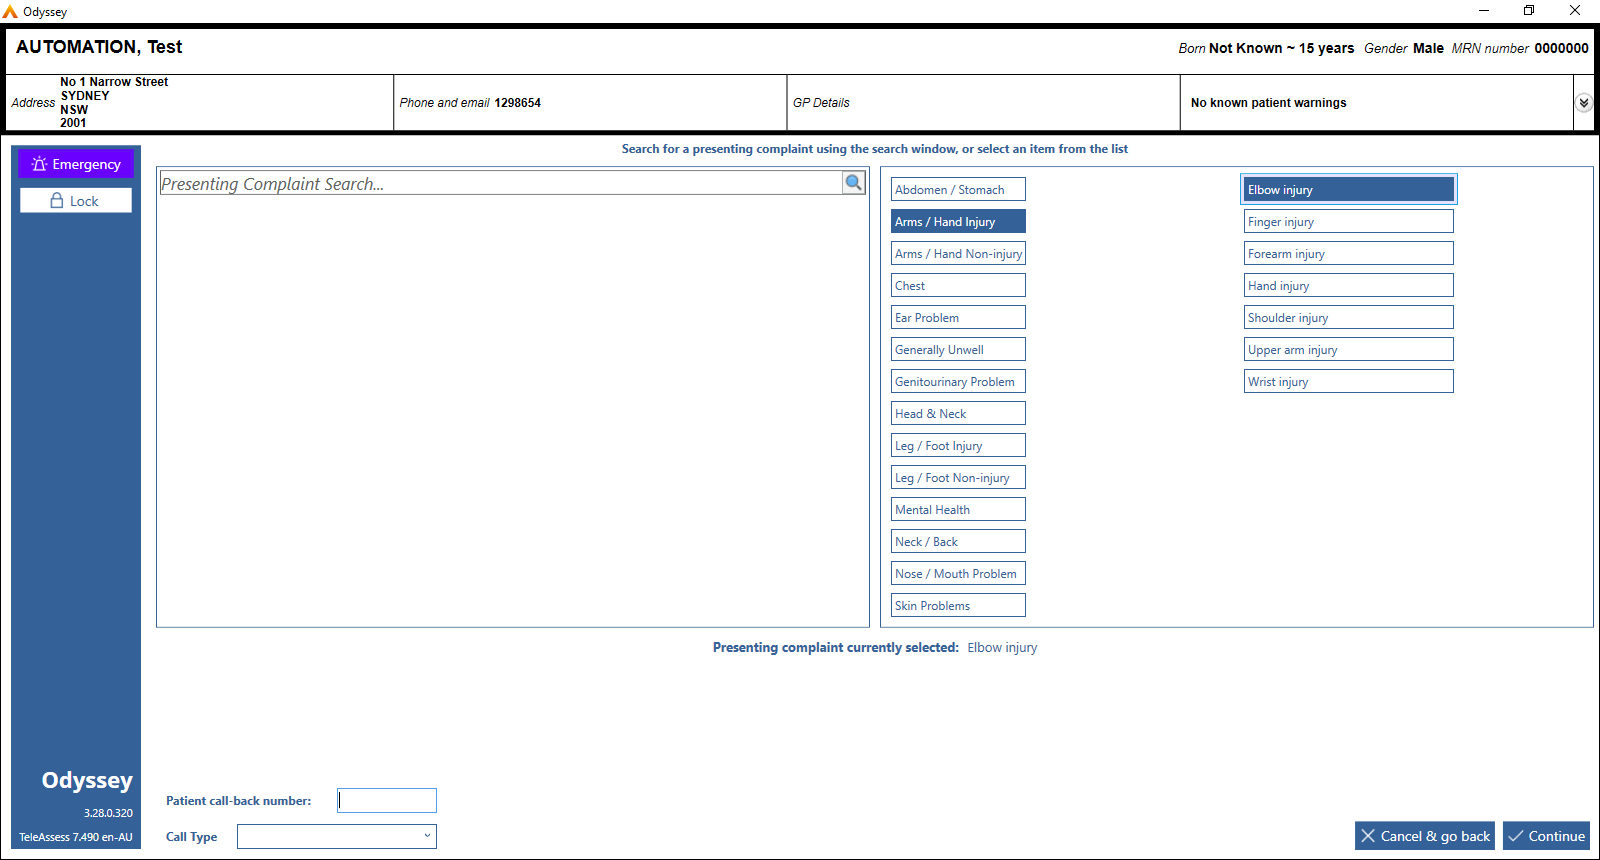 Odyssey
AUTOMATION, Test
Born Not Known ~ 15 years Gender Male MRN number 0000000
Address
No 1 Narrow Street
SYDNEY
NSW
2001
Phone and email 1298654
GP Details
No known patient warnings
Emergency
Lock
Search for a presenting complaint using the search window, or select an item from the list
Presenting Complaint Search...
Abdomen / Stomach
Arms / Hand Injury
Arms / Hand Non-injury
Chest
Ear Problem
Generally Unwell
Genitourinary Problem
Head & Neck
Leg / Foot Injury
Leg / Foot Non-injury
Mental Health
Neck / Back
Nose / Mouth Problem
Skin Problems
Elbow injury
Finger injury
Forearm injury
Hand injury
Shoulder injury
Upper arm injury
Wrist injury
Presenting complaint currently selected: Elbow injury
Odyssey
3.28.0.320
TeleAssess 7.490 en-AU
Patient call-back number:
Call Type
Cancel & go back
Continue